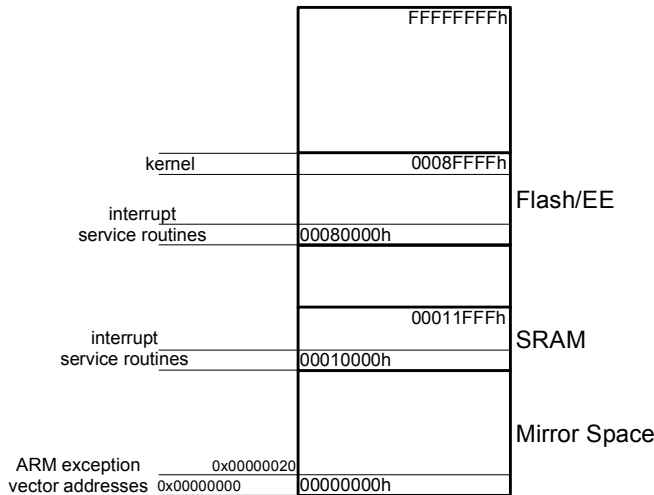 FFFFFFFFh
kernel
0008FFFFh
Flash/EE
interrupt
service routines
00080000h
00011FFFh
SRAM
interrupt
service routines
00010000h
Mirror Space
ARM exception
0x00000020
vector addresses
0x00000000
00000000h